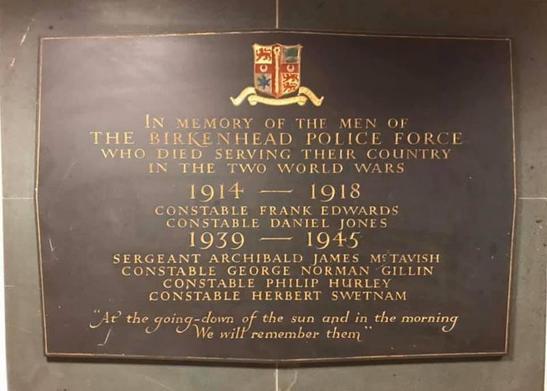 IN MEMORY OF THE MEN OF
THE BIRKENHEAD POLICE FORCE
WHO DIED SERVING THEIR COUNTRY
IN THE TWO WORLD WARS
1914 — 1918
CONSTABLE FRANK EDWARDS
CONSTABLE DANIEL JONES
1939 — 1945
SERGEANT ARCHIBALD JAMES McTAVISH
CONSTABLE GEORGE NORMAN GILLIN
CONSTABLE PHILIP HURLEY
CONSTABLE HERBERT SWETNAM
"At the going-down of the sun and in the morning
We will remember them"